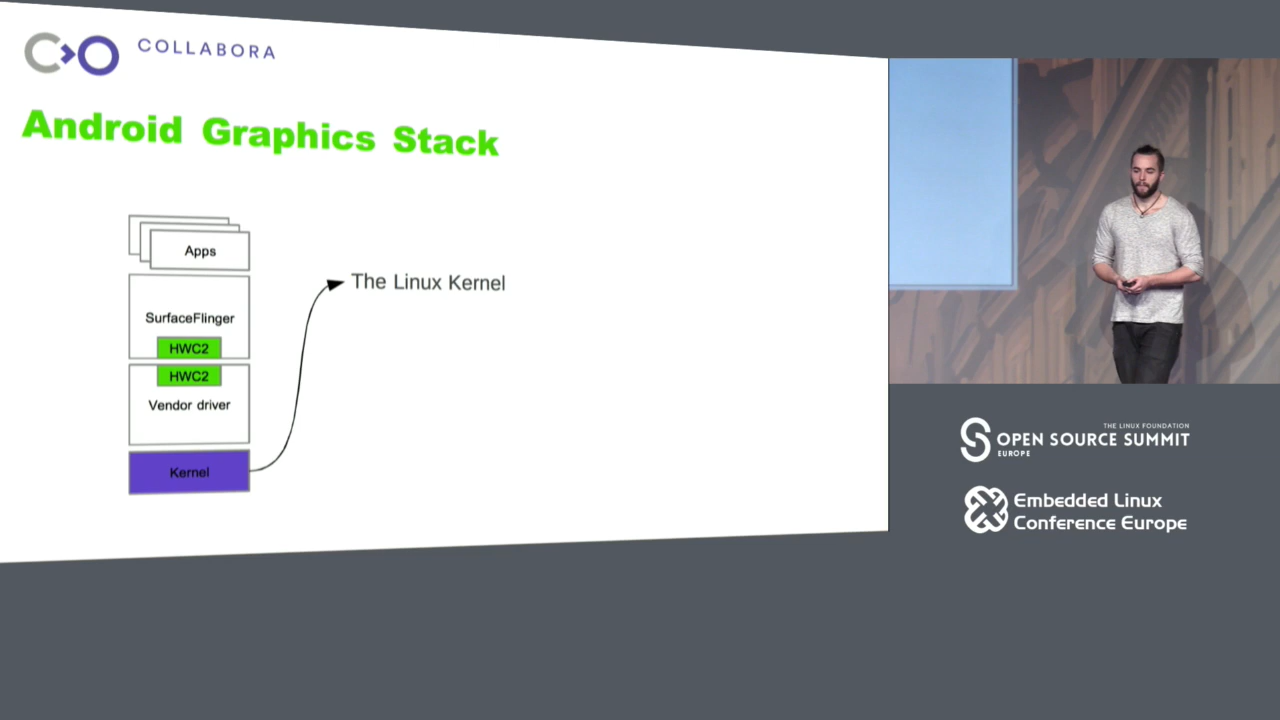 COLLABORA
Android Graphics Stack
Apps
SurfaceFlinger
HWC2
HWC2
Vendor driver
Kernel
The Linux Kernel
THE LINUX FOUNDATION
OPEN SOURCE SUMMIT
EUROPE
Embedded Linux
Conference Europe